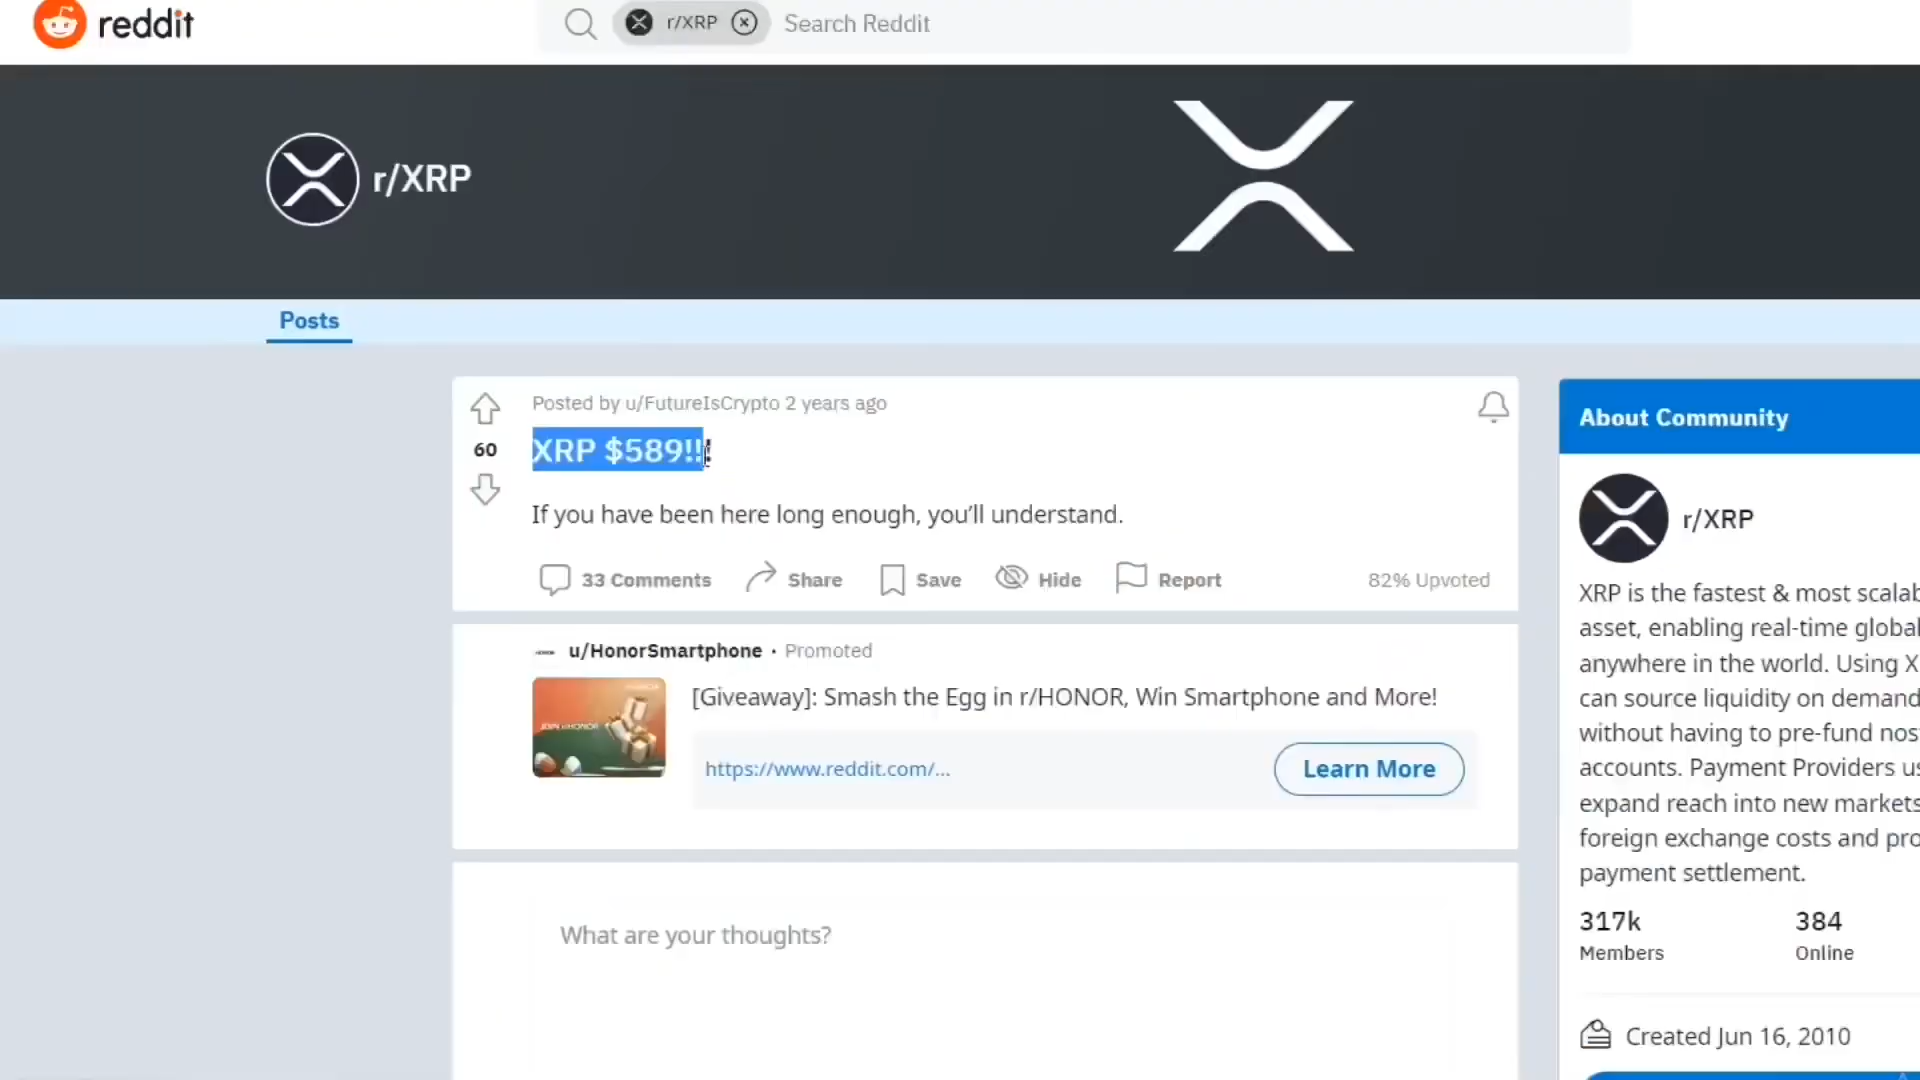 reddit
r/XRP
Search Reddit
r/XRP
Posts
Posted by u/FutureIsCrypto 2 years ago
60
XRP $589!!!
If you have been here long enough, you'll understand.
33 Comments
Share
Save
Hide
Report
82% Upvoted
u/HonorSmartphone • Promoted
[Giveaway]: Smash the Egg in r/HONOR, Win Smartphone and More!
https://www.reddit.com/...
Learn More
What are your thoughts?
About Community
r/XRP
XRP is the fastest & most scalab
asset, enabling real-time global
anywhere in the world. Using X
can source liquidity on demand
without having to pre-fund nos
accounts. Payment Providers us
expand reach into new markets
foreign exchange costs and pro
payment settlement.
317k
Members
384
Online
Created Jun 16, 2010